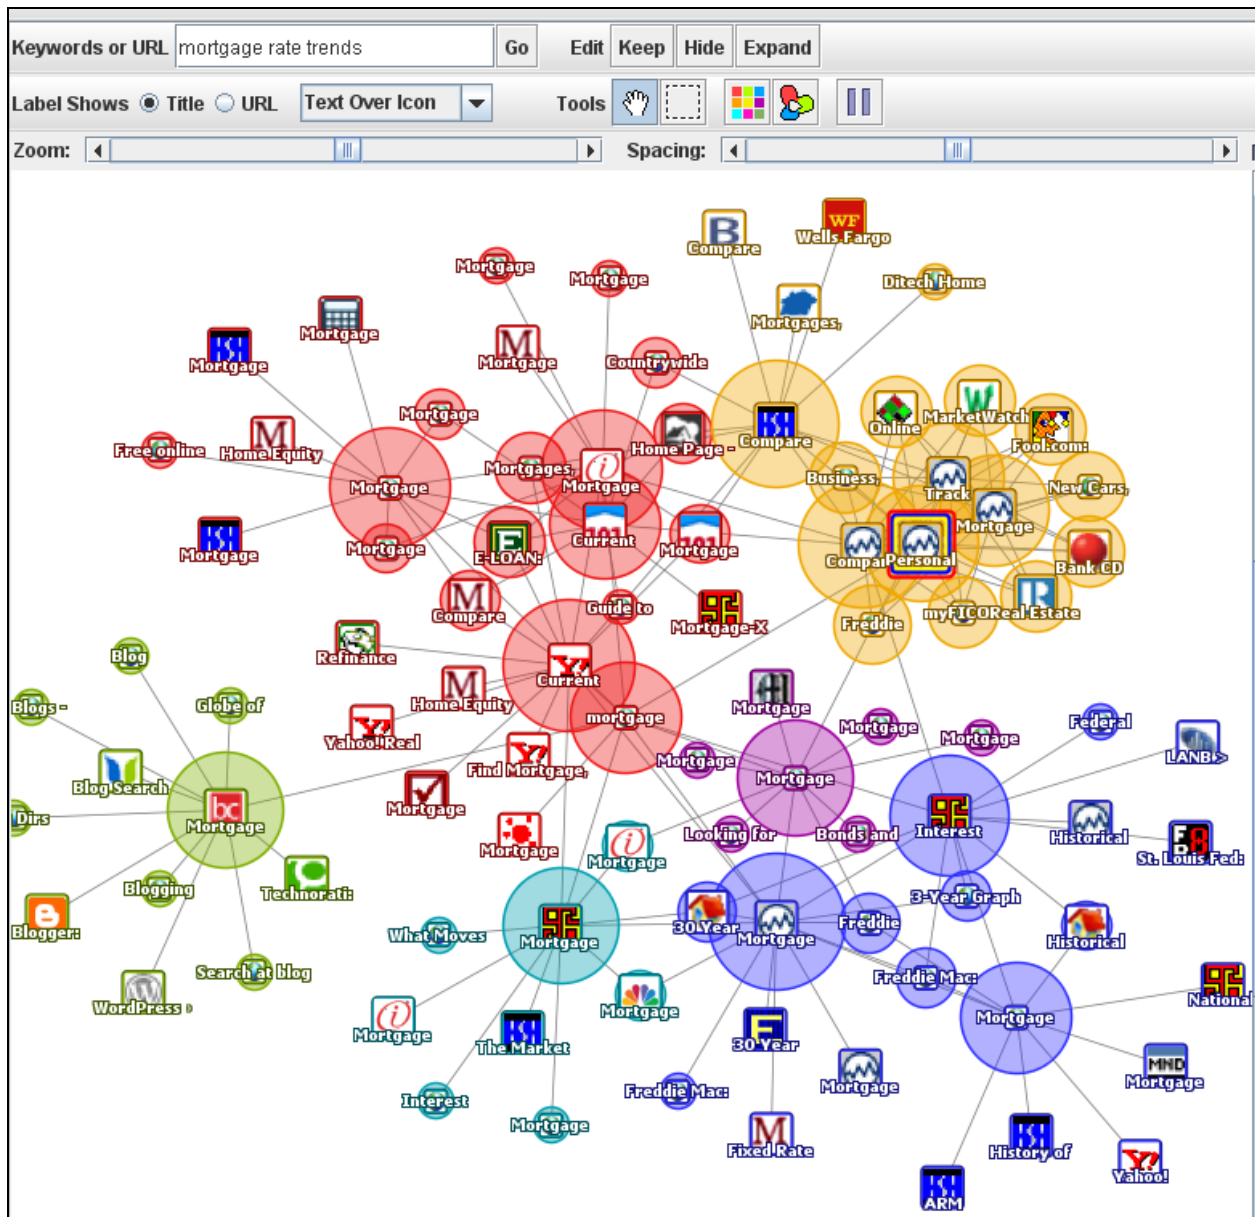 Keywords or URL mortgage rate trends Go Edit Keep Hide Expand
Label Shows Title URL Text Over Icon Tools
Zoom: Spacing:
WF
B
Compare
Wells Fargo
Mortgage
Mortgage
Ditech Home
Mortgages,
Mortgage
M
Mortgage
Mortgage
Countrywide
Mortgage
Online
MarketWatch
Fool.com:
M
Free online
Home Equity
Home Page -
Compare
Mortgages,
i
Mortgage
Business,
Track
New Cars,
Mortgage
Mortgage
101
Current
101
Mortgage
Mortgage
Mortgage
E
E-LOAN:
Personal
Bank CD
M
Compare
Guide to
Mortgage-X
R
myFICO
Real Estate
Freddie
Refinance
Blog
Y!
Current
M
Home Equity
Mortgage
Blogs -
Globe of
mortgage
Mortgage
Federal
Y!
Yahoo! Real
Mortgage
LANB >
Y!
Find Mortgage,
Mortgage
Blog Search
Mortgage
Mortgage
bc
Mortgage
Dirs
Interest
Historical
Looking for
Bonds and
Mortgage
i
Mortgage
St. Louis Fed:
Blogging
Technorati:
3-Year Graph
Blogger:
What Moves
Mortgage
30 Year
Mortgage
Freddie
Historical
Search at blog
Freddie Mac:
WordPress ›
National
i
Mortgage
Mortgage
Mortgage
The Market
30 Year
MND
Mortgage
Mortgage
Freddie Mac:
Interest
Mortgage
M
Fixed Rate
History of
Y!
Yahoo!
ARM